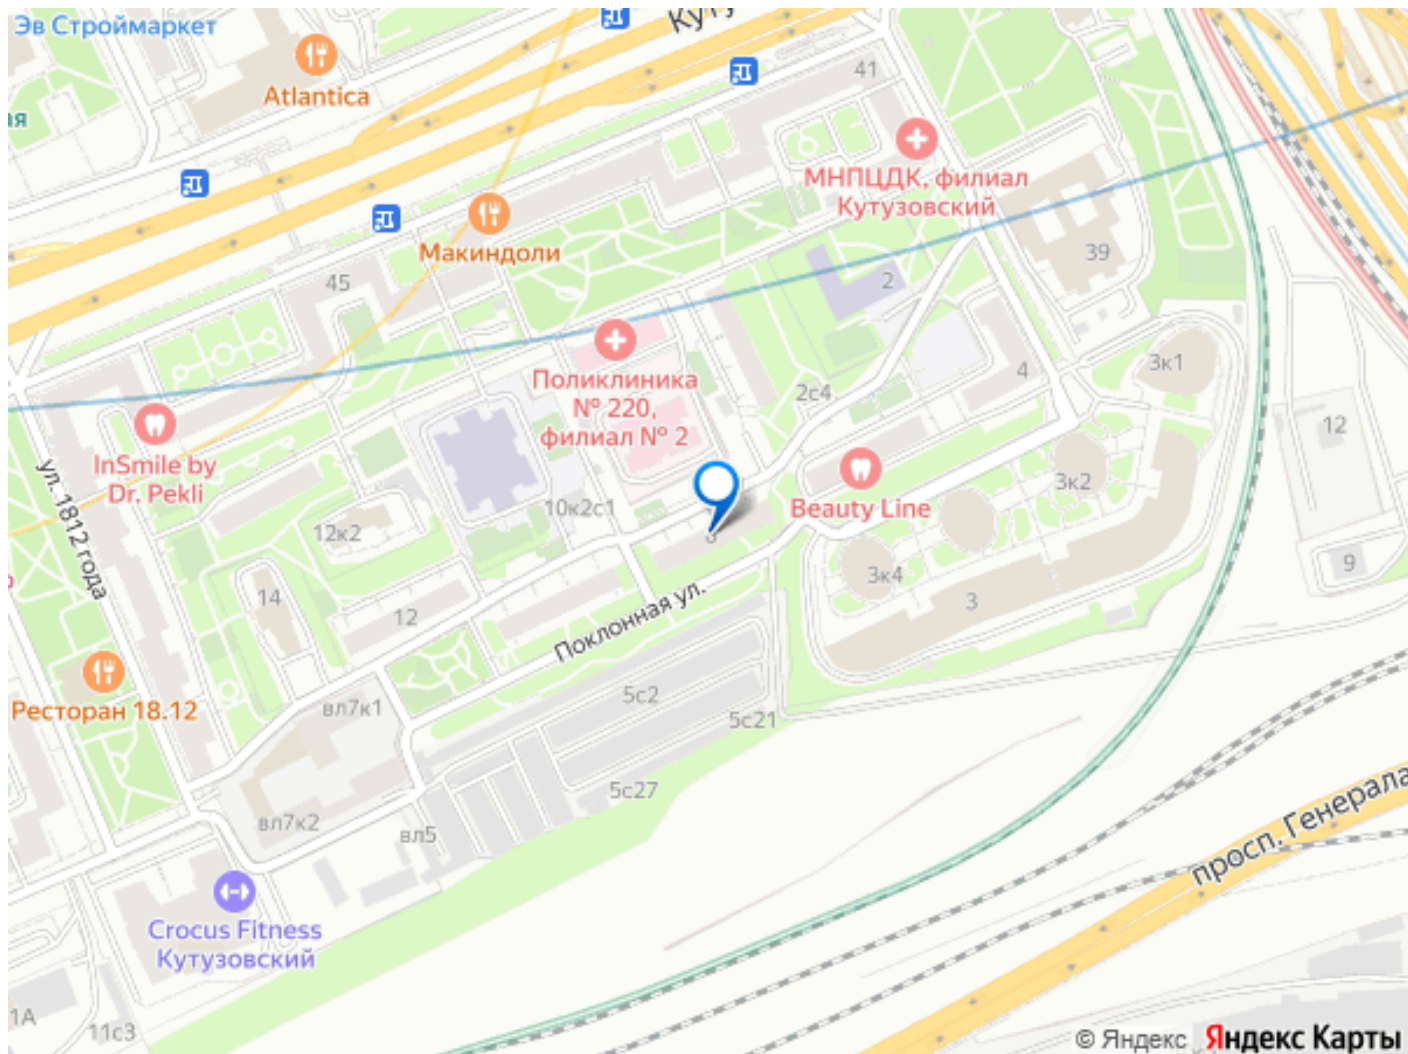 Эв Строймаркет
Atlantica
Куту
41
ая
МНПЦДК, филиал
Кутузовский
Макиндоли
45
2
39
Поликлиника
№ 220,
филиал № 2
2с4
4
3к1
12
InSmile by
Dr. Pekli
ул. 1812 года
12к2
10к2с1
Beauty Line
3к2
3к4
9
14
12
Поклонная ул.
3
Ресторан 18.12
вл7к1
5с2
5с21
5с27
вл7к2
вл5
просп. Генерала
Crocus Fitness
Кутузовский
1А
11с3
© Яндекс Яндекс Карты